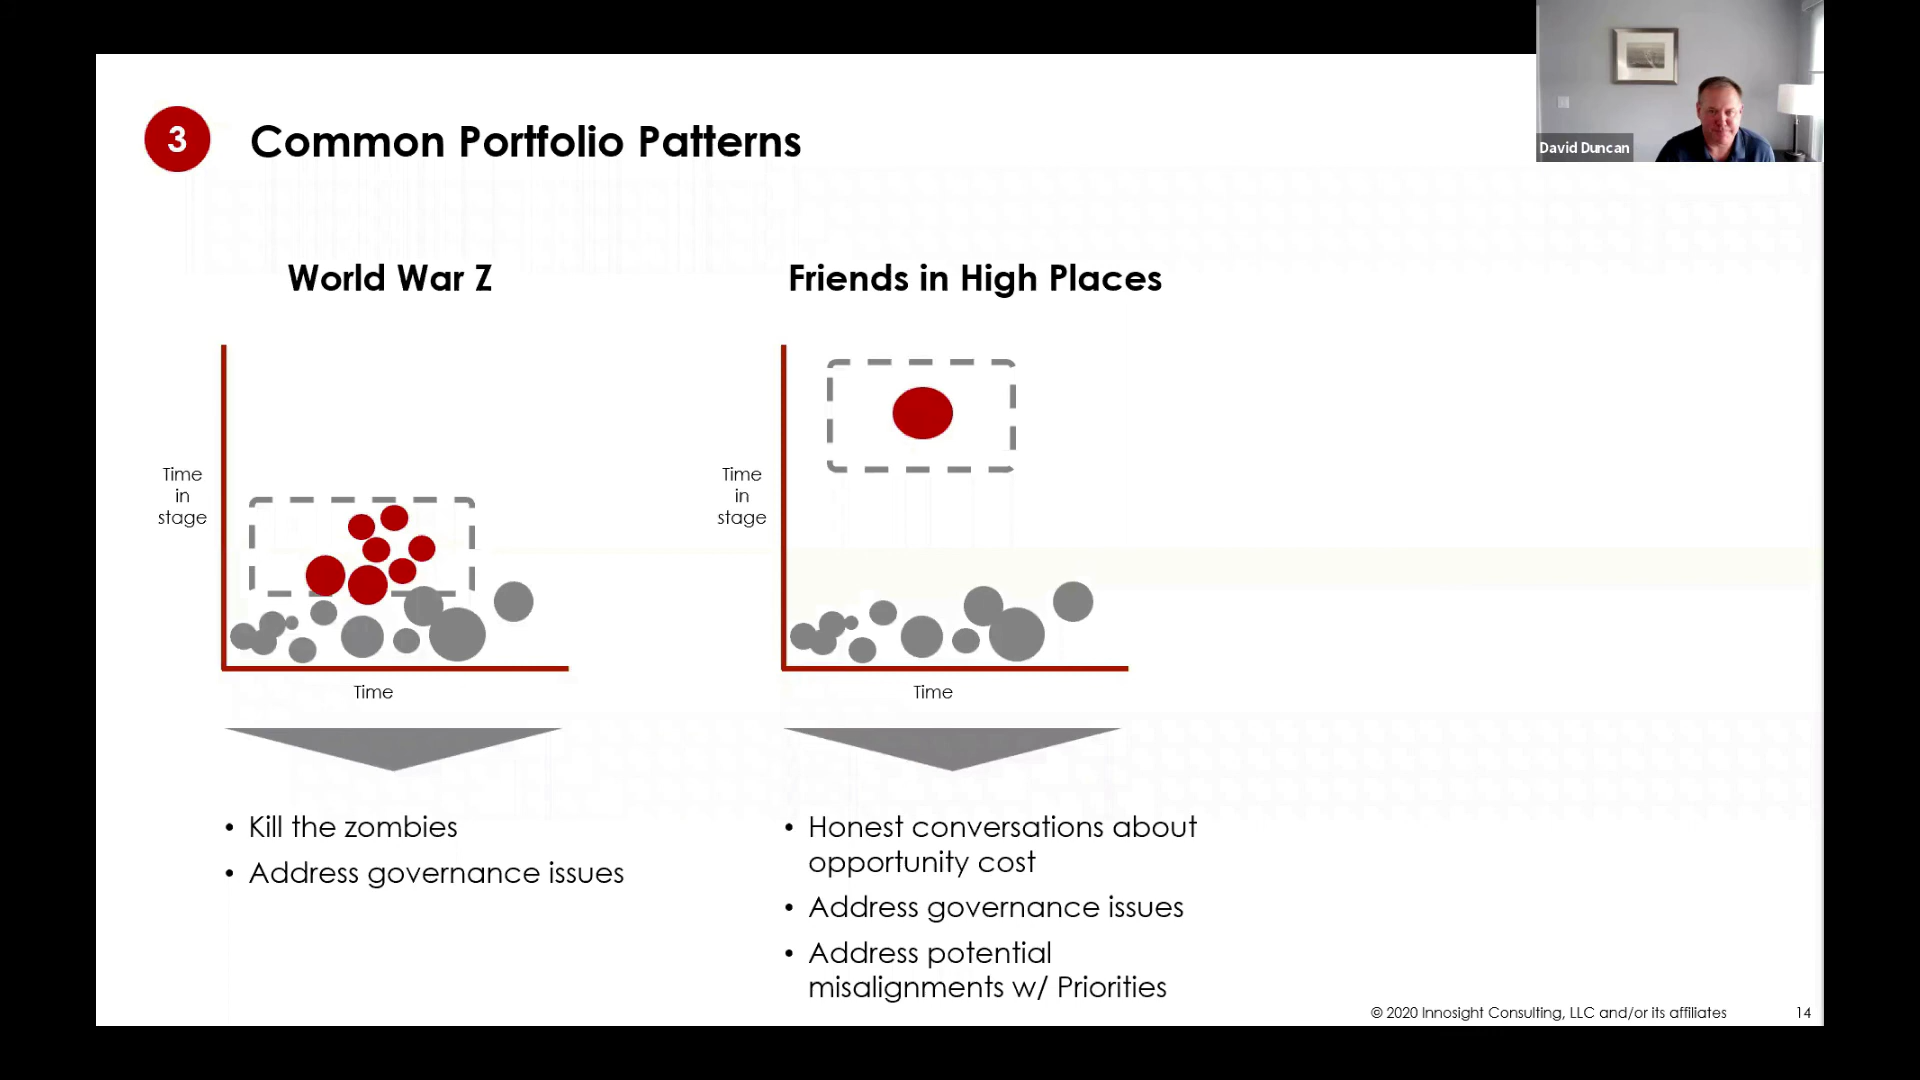 David Duncan
3
Common Portfolio Patterns
World War Z
Time
in
stage
Time
• Kill the zombies
• Address governance issues
Friends in High Places
Time
in
stage
Time
• Honest conversations about
opportunity cost
• Address governance issues
• Address potential
misalignments w/ Priorities
© 2020 Innosight Consulting, LLC and/or its affiliates
14